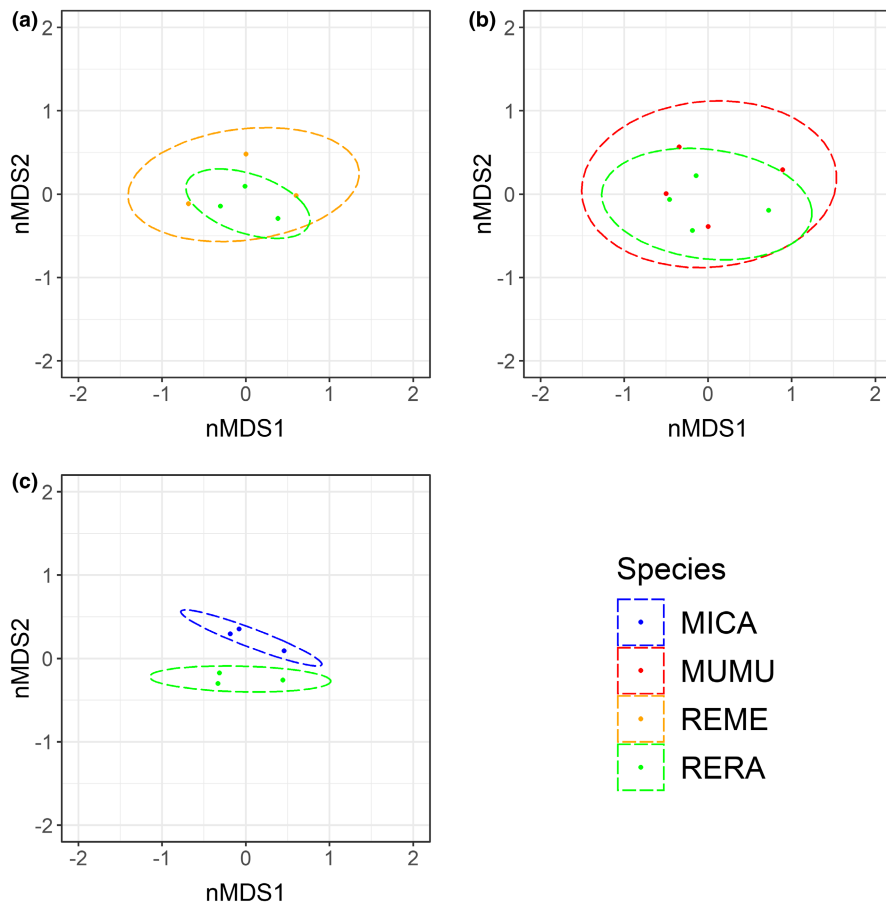 (a)
2
1
0
-1
-2
nMDS2
-2
-1
0
1
2
nMDS1
(b)
2
1
0
-1
-2
nMDS2
-2
-1
0
1
2
nMDS1
(c)
2
1
0
-1
-2
nMDS2
-2
-1
0
1
2
nMDS1
Species
MICA
MUMU
REME
RERA